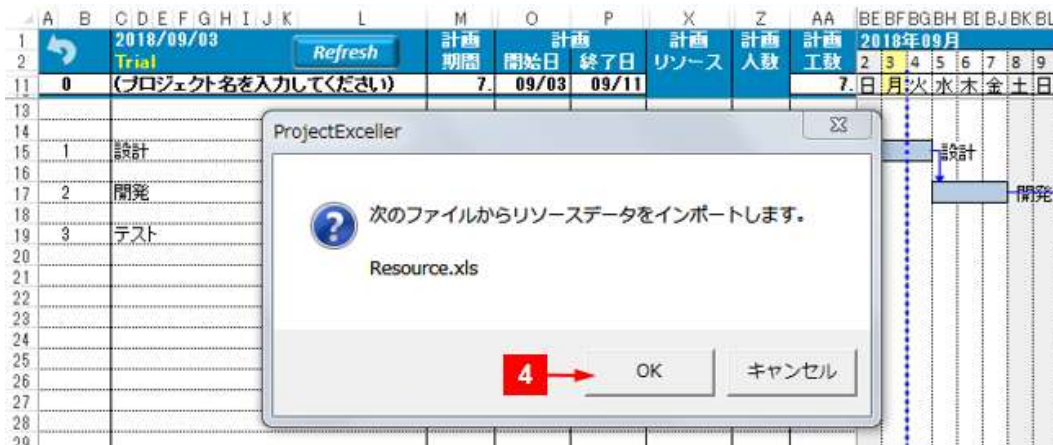 A B C D E F G H I J K L M O P X Z AA BE BF BG BH BI BJ BK BL
1 2018/09/03 Refresh 計画 計画 計画 計画 計画 2018年09月
2 Trial 期間 開始日 終了日 リソース 人数 工数 2 3 4 5 6 7 8 9
11 0 (プロジェクト名を入力してください) 7. 09/03 09/11 7. 日 月 火 水 木 金 土 日
13
14
15 1 設計 設計
16
17 2 開発 開発
18
19 3 テスト
20
21
22
23
24
25
26
27
28
29
ProjectExceller
次のファイルからリソースデータをインポートします。
Resource.xls
4 OK キャンセル